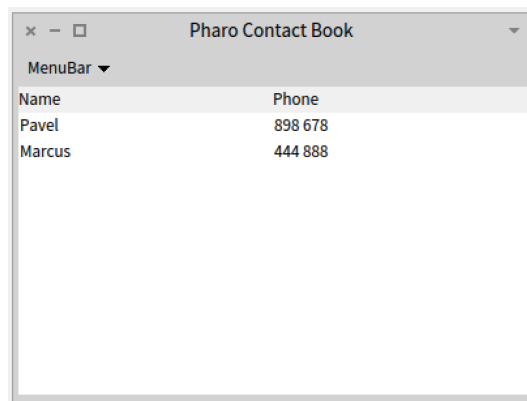 Pharo Contact Book
MenuBar
Name Phone
Pavel 898 678
Marcus 444 888